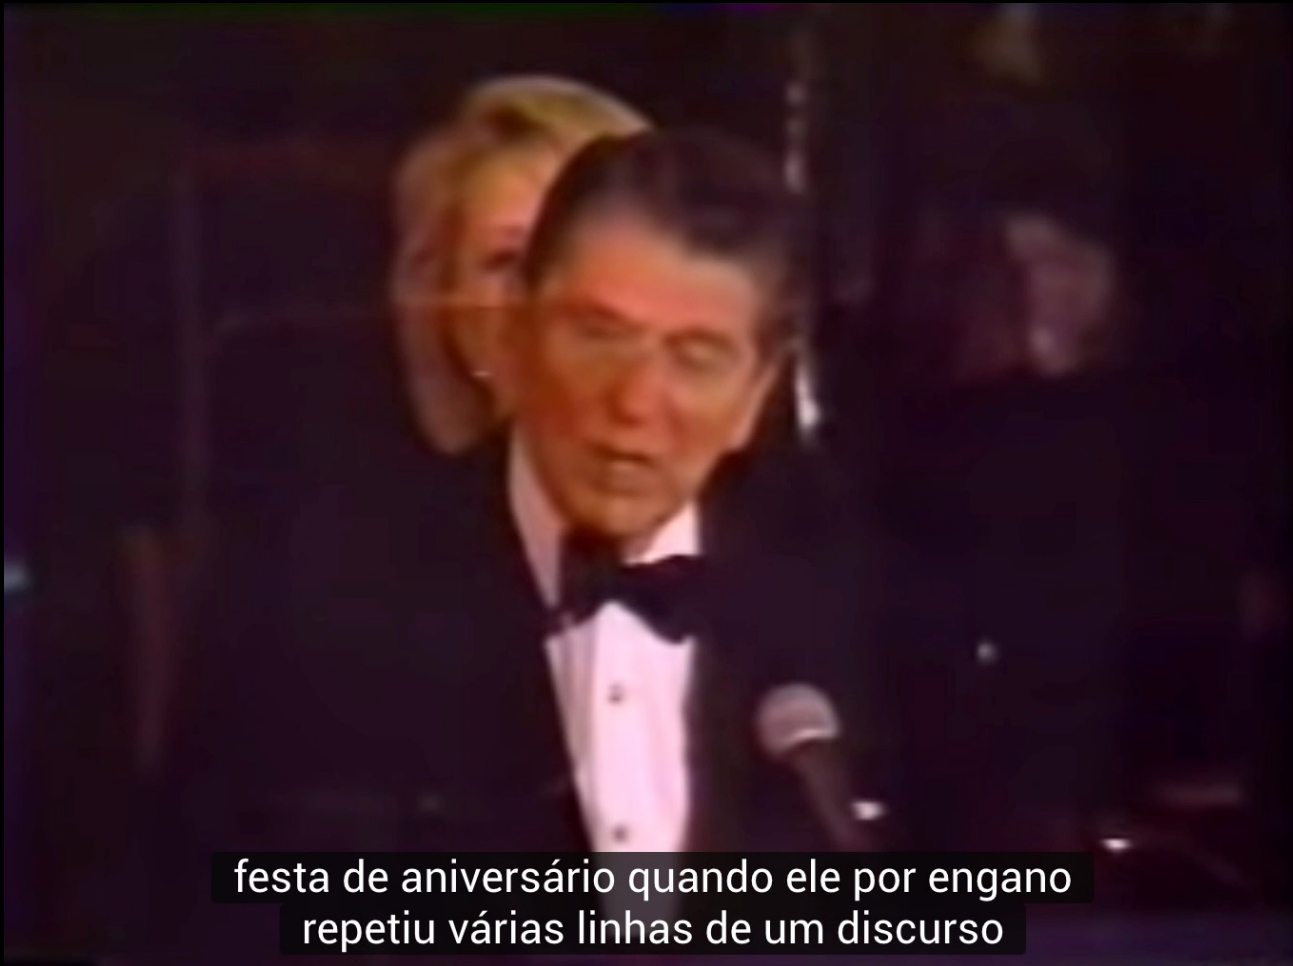 festa de aniversário quando ele por engano
repetiu várias linhas de um discurso